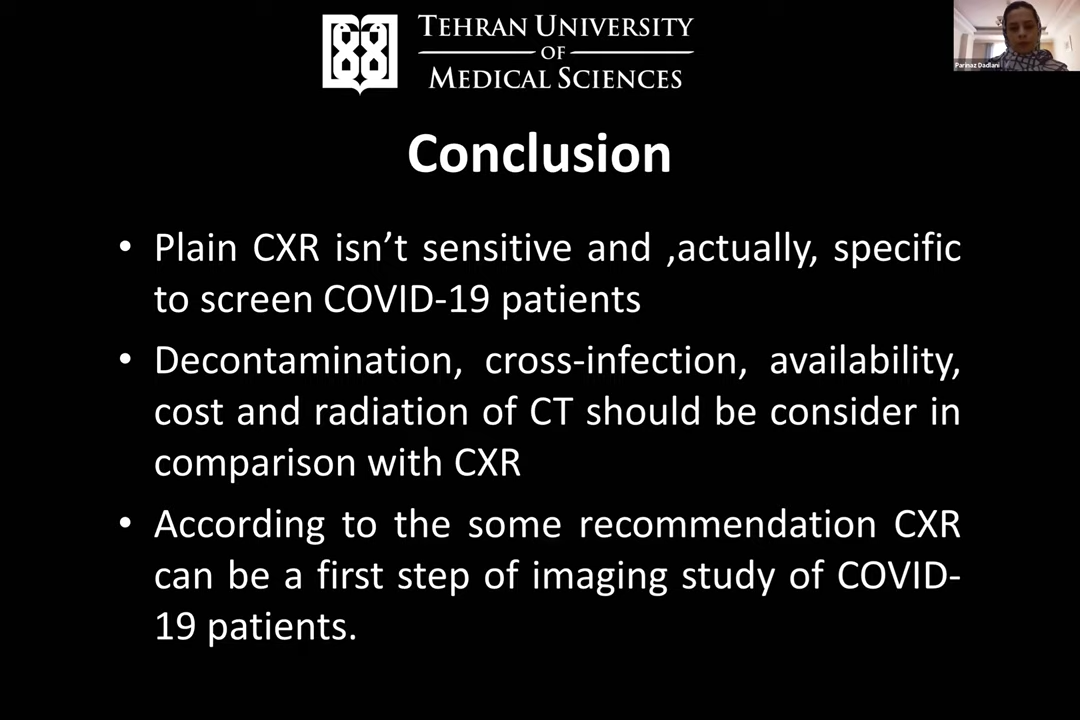 TEHRAN UNIVERSITY
OF
MEDICAL SCIENCES
Parinaz Dadlani
Conclusion
• Plain CXR isn’t sensitive and ,actually, specific
to screen COVID-19 patients
• Decontamination, cross-infection, availability,
cost and radiation of CT should be consider in
comparison with CXR
• According to the some recommendation CXR
can be a first step of imaging study of COVID-
19 patients.